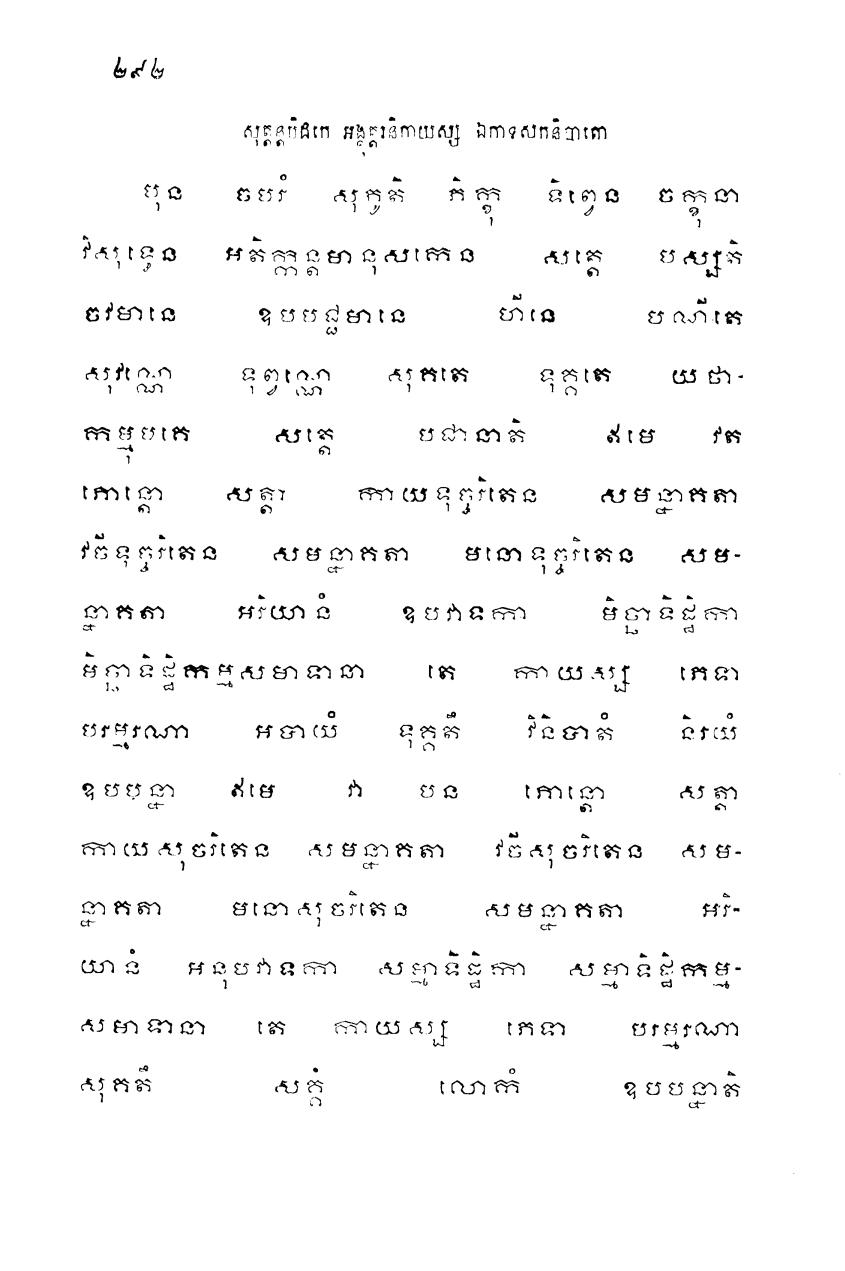 ២៩២
សុត្តន្តបិដកេ អង្គុត្តរនិកាយស្ស ឯកាទសកនិបាតោ
បុន ចបរំ សុភូតិ ភិក្ខុ ទិព្វេន ចក្ខុនា
វិសុទ្ធេន អតិក្កន្តមានុសកេន សត្តេ បស្សតិ
ចវមានេ ឧបបជ្ជមានេ ហីនេ បណីតេ
សុវណ្ណេ ទុព្វណ្ណេ សុគតេ ទុគ្គតេ យថា-
កម្មុបគេ សត្តេ បជានាតិ ឥមេ វត
ភោន្តោ សត្តា កាយទុច្ចរិតេន សមន្នាគតា
វចីទុច្ចរិតេន សមន្នាគតា មនោទុច្ចរិតេន សម-
ន្នាគតា អរិយានំ ឧបវាទកា មិច្ឆាទិដ្ឋិកា
មិច្ឆាទិដ្ឋិកម្មសមាទានា តេ កាយស្ស ភេទា
បរម្មរណា អបាយំ ទុគ្គតឹ វិនិបាតំ និរយំ
ឧបបន្នា ឥមេ វា បន ភោន្តោ សត្តា
កាយសុចរិតេន សមន្នាគតា វចីសុចរិតេន សម-
ន្នាគតា មនោសុចរិតេន សមន្នាគតា អរិ-
យានំ អនុបវាទកា សម្មាទិដ្ឋិកា សម្មាទិដ្ឋិកម្ម-
សមាទានា តេ កាយស្ស ភេទា បរម្មរណា
សុគតឹ សគ្គំ លោកំ ឧបបន្នាតិ